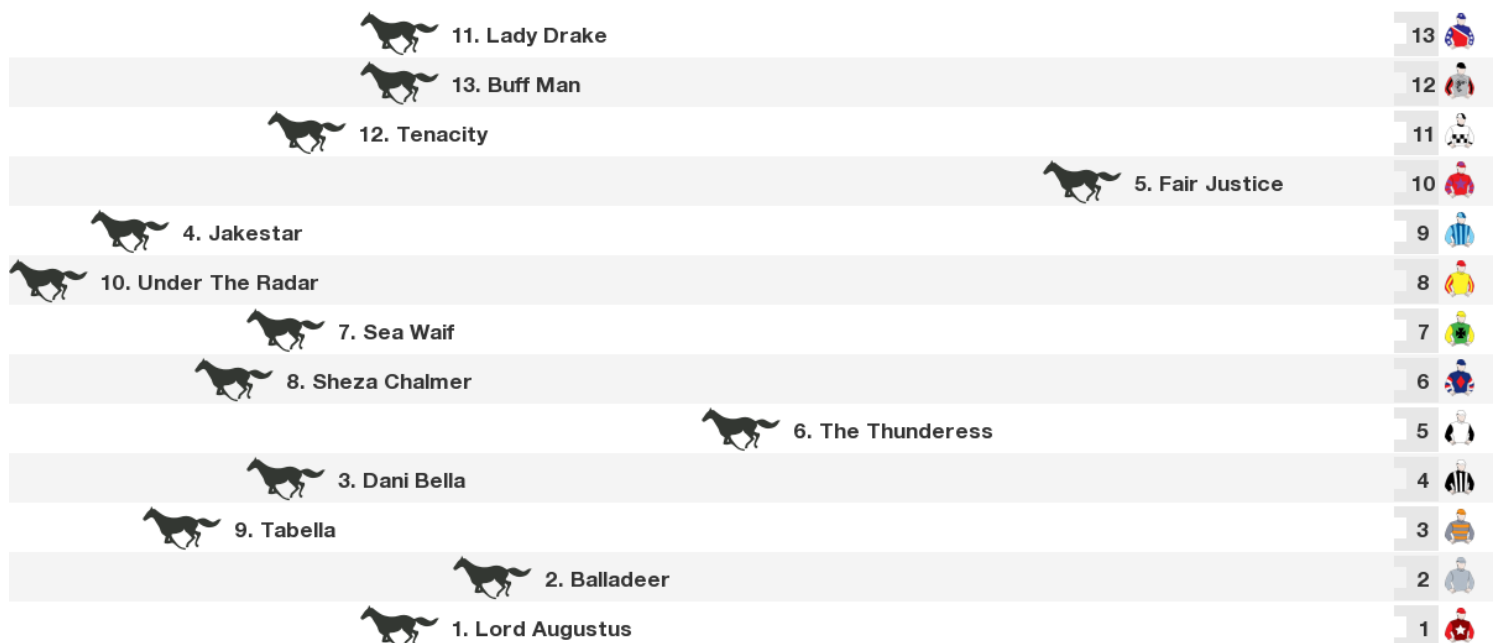 11. Lady Drake 13
13. Buff Man 12
12. Tenacity 11
5. Fair Justice 10
4. Jakestar 9
10. Under The Radar 8
7. Sea Waif 7
8. Sheza Chalmer 6
6. The Thunderess 5
3. Dani Bella 4
9. Tabella 3
2. Balladeer 2
1. Lord Augustus 1